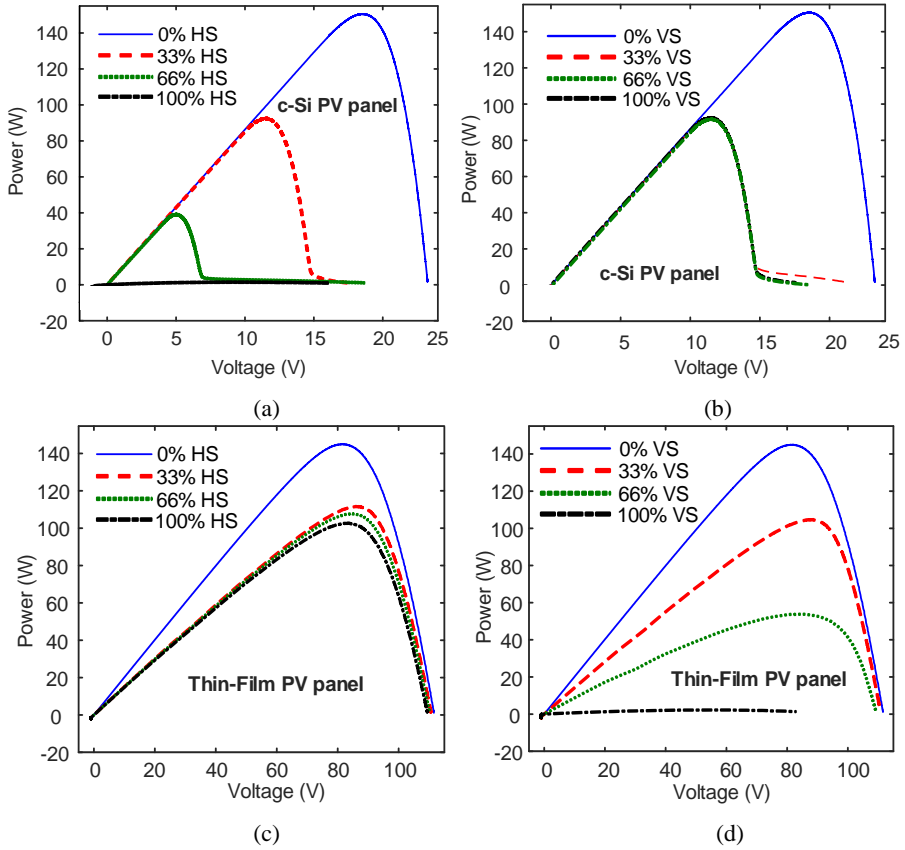 0% HS
33% HS
66% HS
100% HS
c-Si PV panel
Power (W)
140
120
100
80
60
40
20
0
-20
0
5
10
15
20
25
Voltage (V)
(a)
0% VS
33% VS
66% VS
100% VS
c-Si PV panel
Power (W)
140
120
100
80
60
40
20
0
-20
0
5
10
15
20
25
Voltage (V)
(b)
0% HS
33% HS
66% HS
100% HS
Thin-Film PV panel
Power (W)
140
120
100
80
60
40
20
0
-20
0
20
40
60
80
100
Voltage (V)
(c)
0% VS
33% VS
66% VS
100% VS
Thin-Film PV panel
Power (W)
140
120
100
80
60
40
20
0
-20
0
20
40
60
80
100
Voltage (V)
(d)